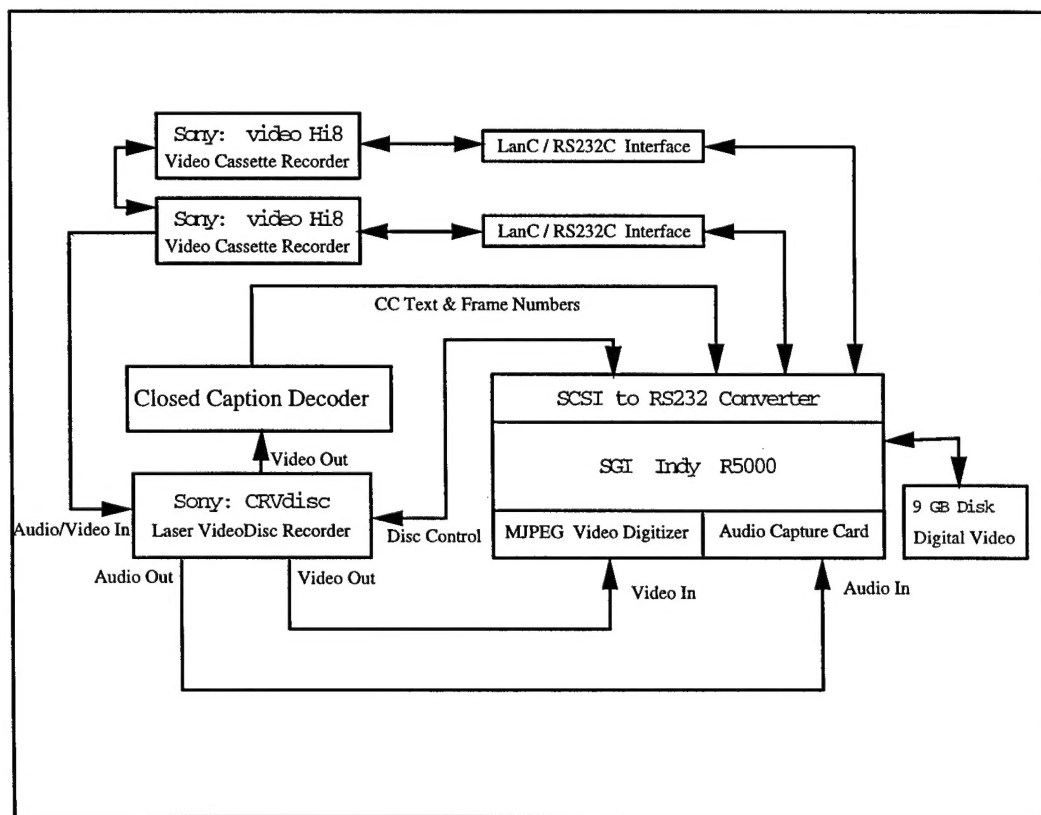 Sony: video Hi8
Video Cassette Recorder
LanC / RS232C Interface
Sony: video Hi8
Video Cassette Recorder
LanC / RS232C Interface
CC Text & Frame Numbers
Closed Caption Decoder
SCSI to RS232 Converter
Video Out
SGI Indy R5000
Sony: CRVdisc
Laser VideoDisc Recorder
Audio/Video In
Disc Control
MJPEG Video Digitizer
Audio Capture Card
9 GB Disk
Digital Video
Audio Out
Video Out
Video In
Audio In